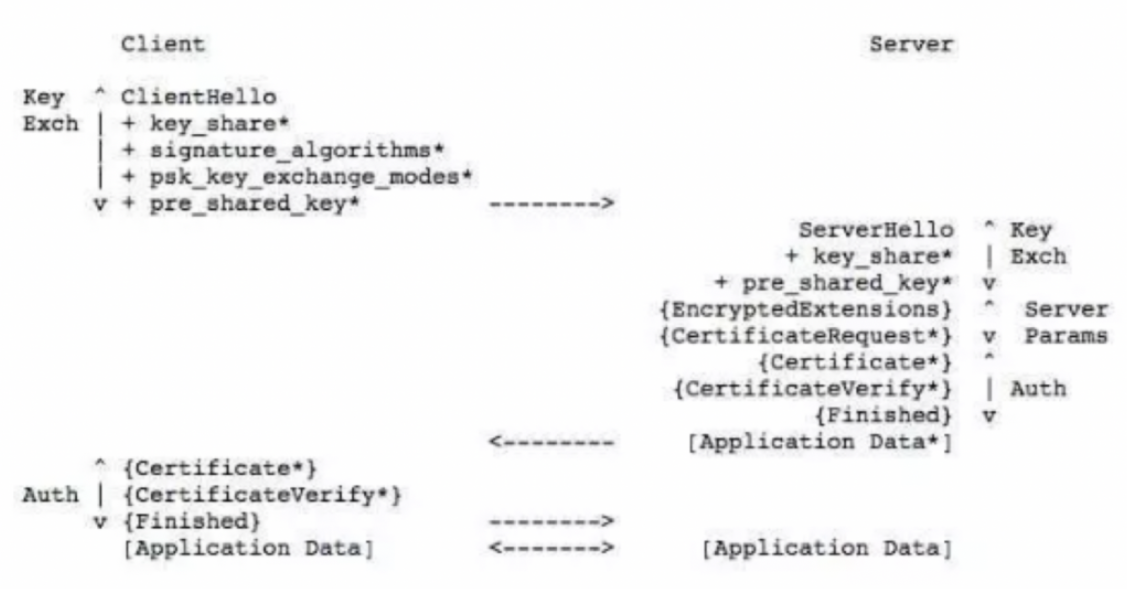 Client Server
Key ^ ClientHello
Exch | + key_share*
| + signature_algorithms*
| + psk_key_exchange_modes*
v + pre_shared_key* -------->
ServerHello ^ Key
+ key_share* | Exch
+ pre_shared_key* v
{EncryptedExtensions} ^ Server
{CertificateRequest*} v Params
{Certificate*} ^
{CertificateVerify*} | Auth
{Finished} v
<-------- [Application Data*]
^ {Certificate*}
Auth | {CertificateVerify*}
v {Finished} -------->
[Application Data] <-------> [Application Data]